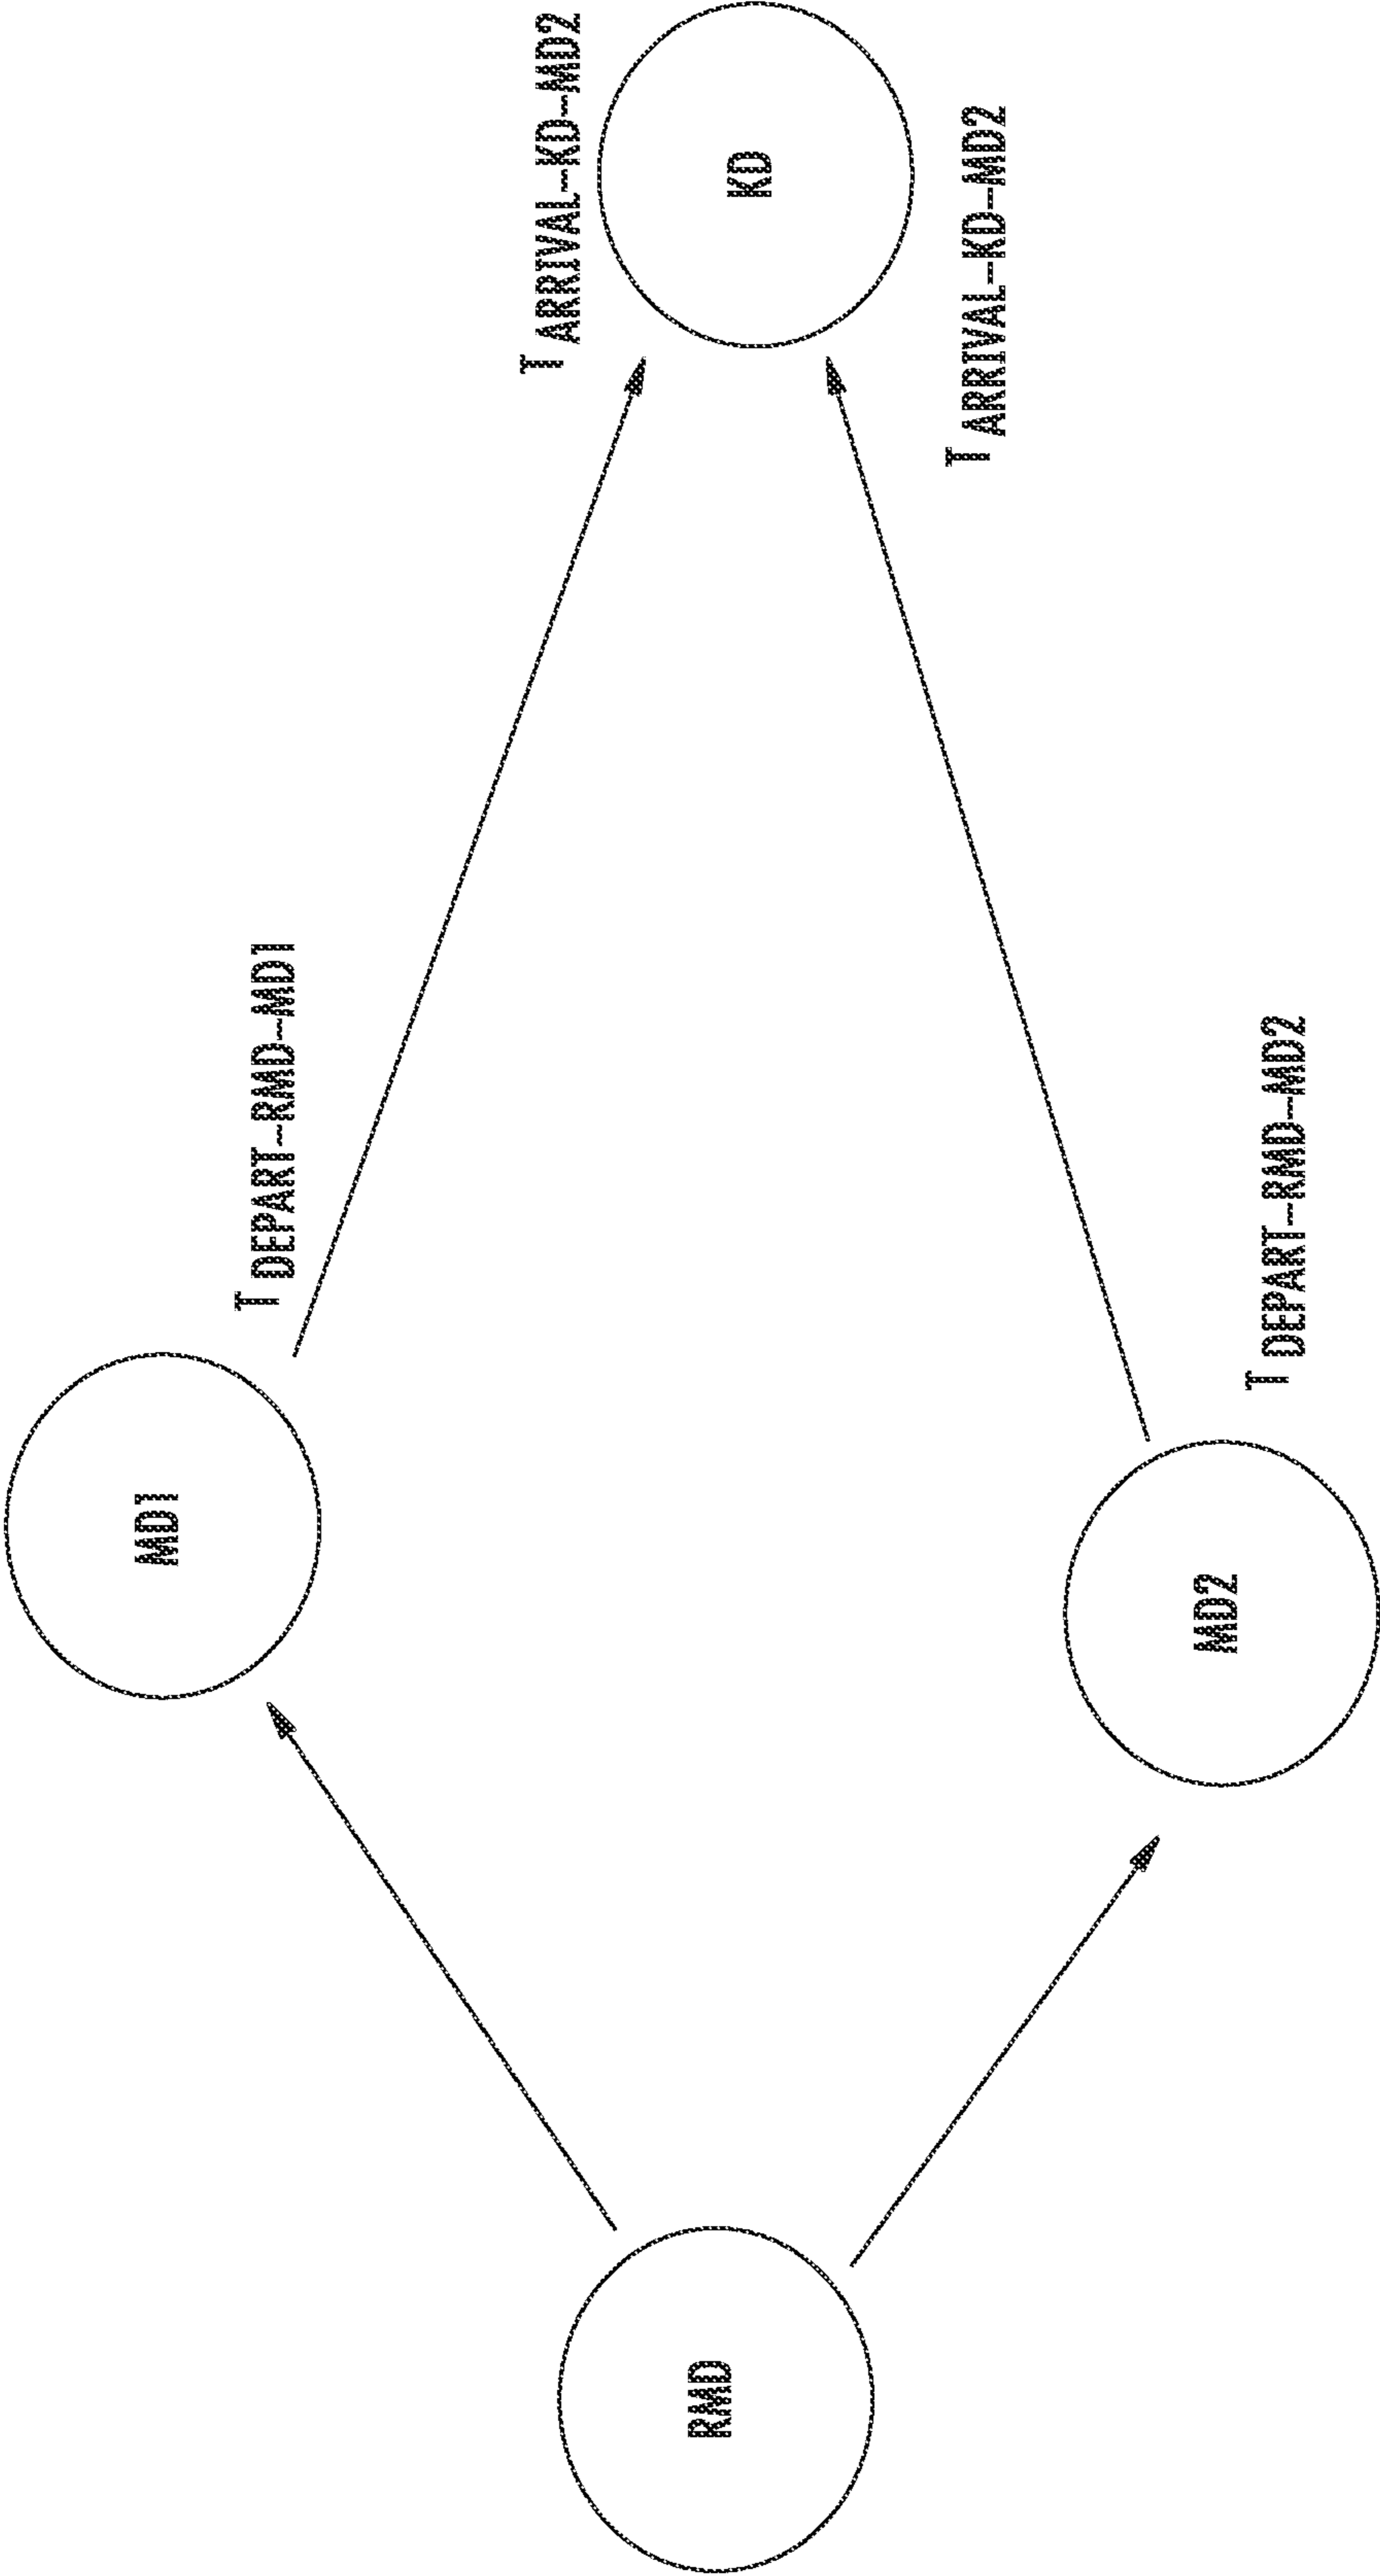 MD1
T DEPART-RMD-MD1
T ARRIVAL-KD-MD2
RMD
KD
T ARRIVAL-KD-MD2
MD2
T DEPART-RMD-MD2